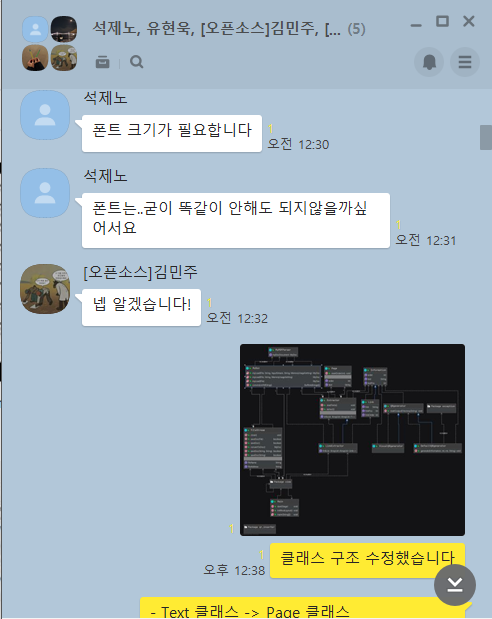 석제노, 유현욱, [오픈소스]김민주, [... (5)
석제노
폰트 크기가 필요합니다
1
오전 12:30
석제노
폰트는..굳이 똑같이 안해도 되지않을까싶
어서요
1
오전 12:31
[오픈소스]김민주
넵 알겠습니다!
1
오전 12:32
1
클래스 구조 수정했습니다
1
오후 12:38
- Text 클래스 -> Page 클래스